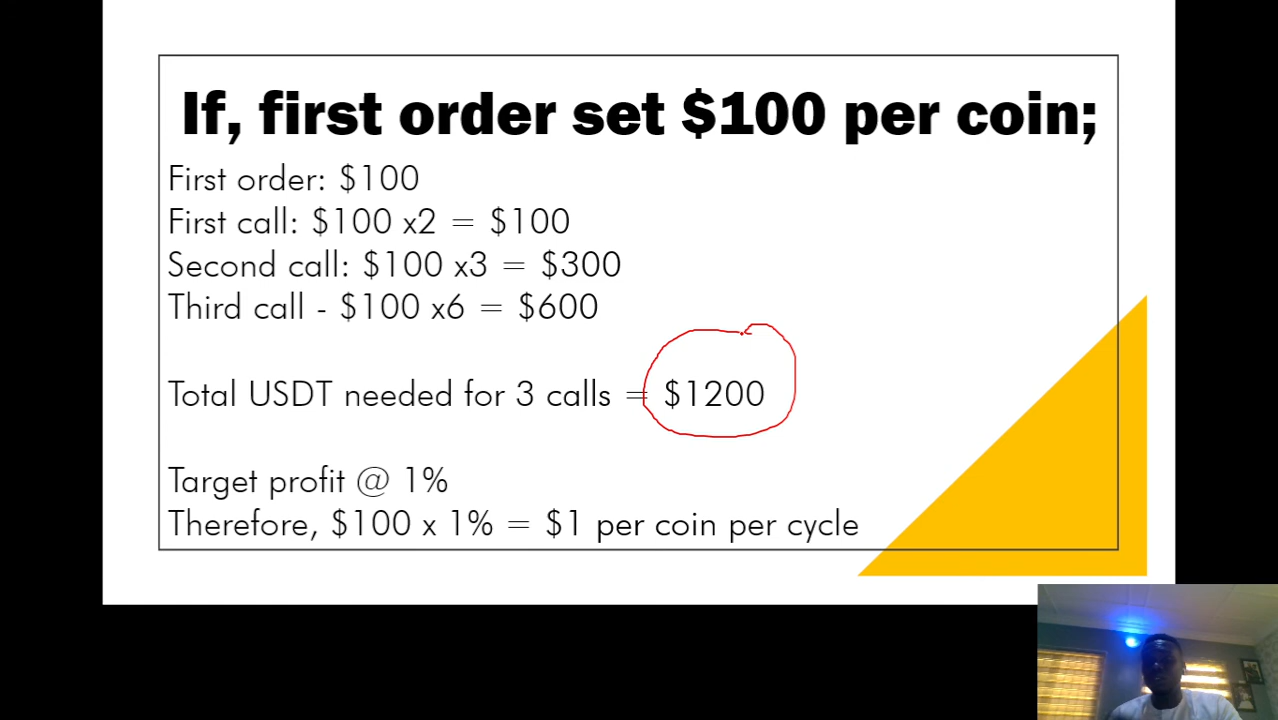 If, first order set $100 per coin;
First order: $100
First call: $100 x2 = $100
Second call: $100 x3 = $300
Third call - $100 x6 = $600
Total USDT needed for 3 calls = $1200
Target profit @ 1%
Therefore, $100 x 1% = $1 per coin per cycle